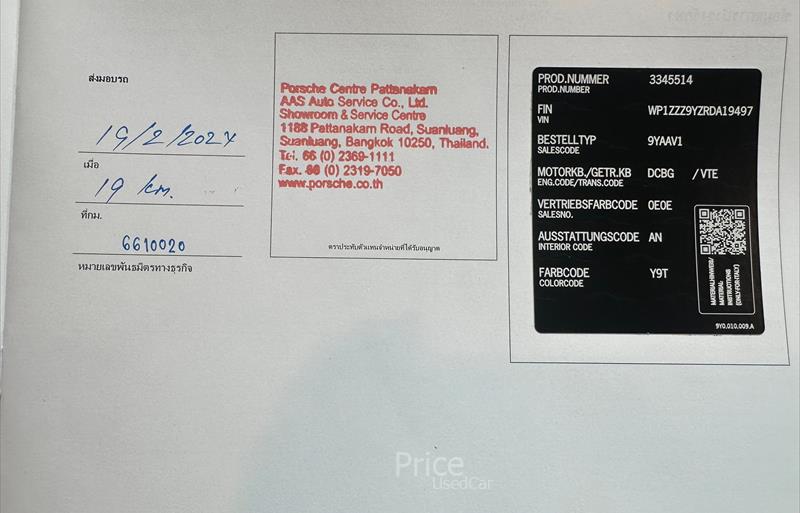 ส่งมอบรถ
19/2/2024
เมื่อ
19 km.
ที่กม.
6610020
หมายเลขพันธมิตรทางธุรกิจ
Porsche Centre Pattanakarn
AAS Auto Service Co., Ltd.
Showroom & Service Centre
1188 Pattanakarn Road, Suanluang,
Suanluang, Bangkok 10250, Thailand.
Tel. 66 (0) 2369-1111
Fax. 66 (0) 2319-7050
www.porsche.co.th
ตราประทับตัวแทนจำหน่ายที่ได้รับอนุญาต
PROD.NUMMER 3345514
PROD.NUMBER
FIN WP1ZZZ9YZRDA19497
VIN
BESTELLTYP 9YAAV1
SALESCODE
MOTORKB./GETR.KB DCBG /VTE
ENG.CODE/TRANS.CODE
VERTRIEBSFARBCODE 0E0E
SALESNO.
AUSSTATTUNGSCODE AN
INTERIOR CODE
FARBCODE Y9T
COLORCODE
MATERIALHINWEIS/
MATERIAL
INSTRUCTIONS
(ONLY FOR ITALY)
9Y0.010.009.A
Price
UsedCar